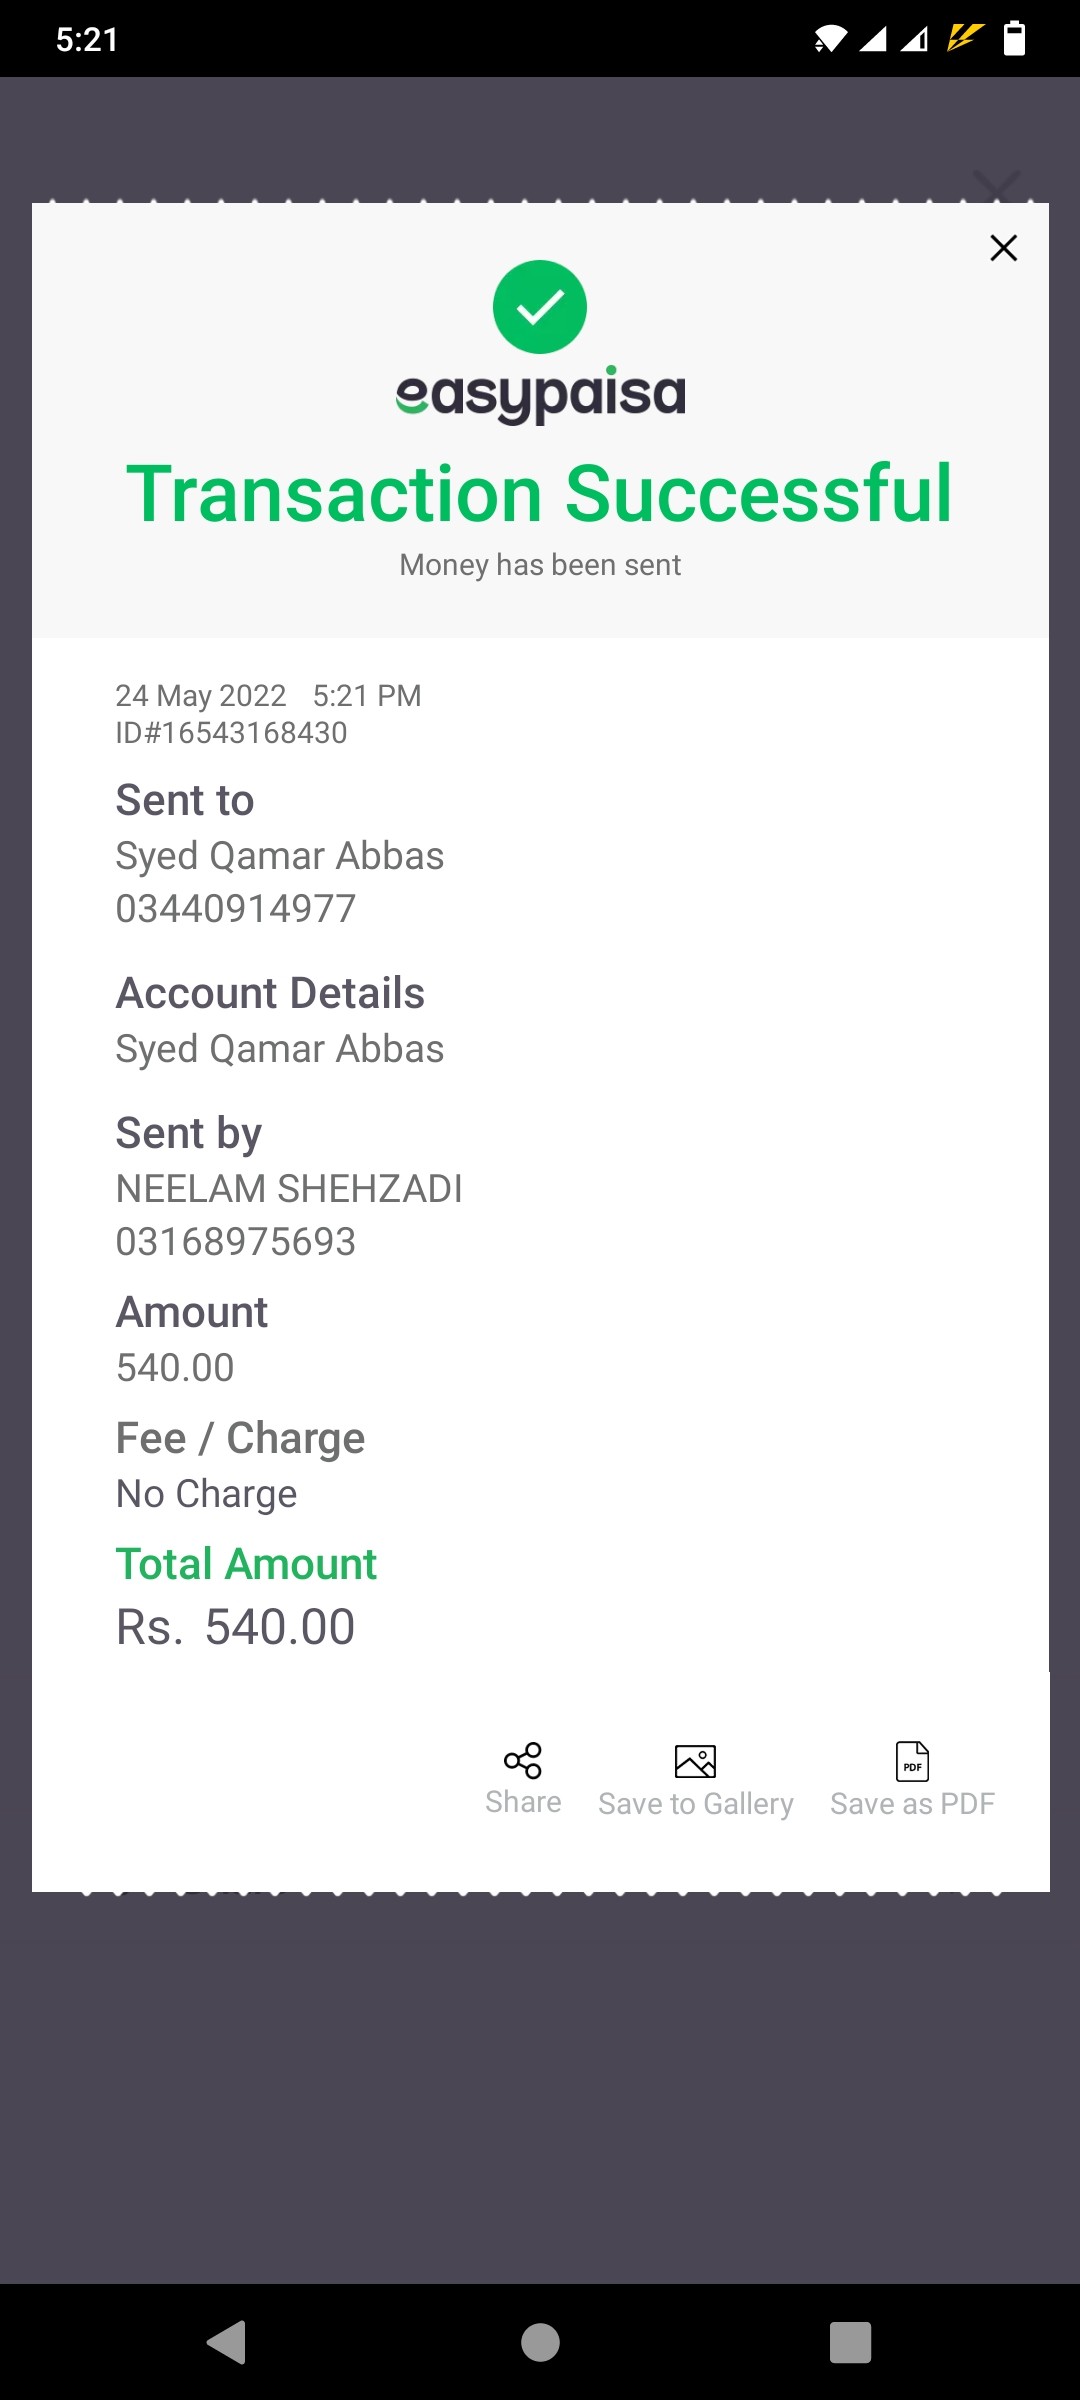 5:21
easypaisa
Transaction Successful
Money has been sent
24 May 2022 5:21 PM
ID#16543168430
Sent to
Syed Qamar Abbas
03440914977
Account Details
Syed Qamar Abbas
Sent by
NEELAM SHEHZADI
03168975693
Amount
540.00
Fee / Charge
No Charge
Total Amount
Rs. 540.00
PDF
Share Save to Gallery Save as PDF